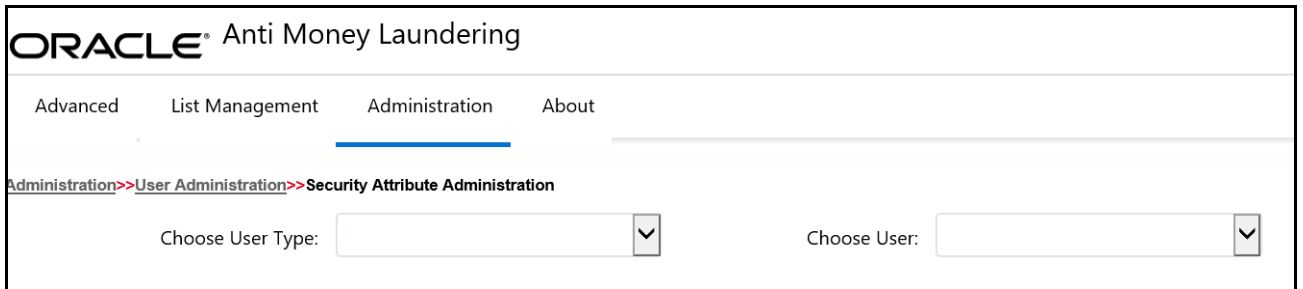 ORACLE® Anti Money Laundering
Advanced List Management Administration About
Administration>>User Administration>>Security Attribute Administration
Choose User Type: Choose User: